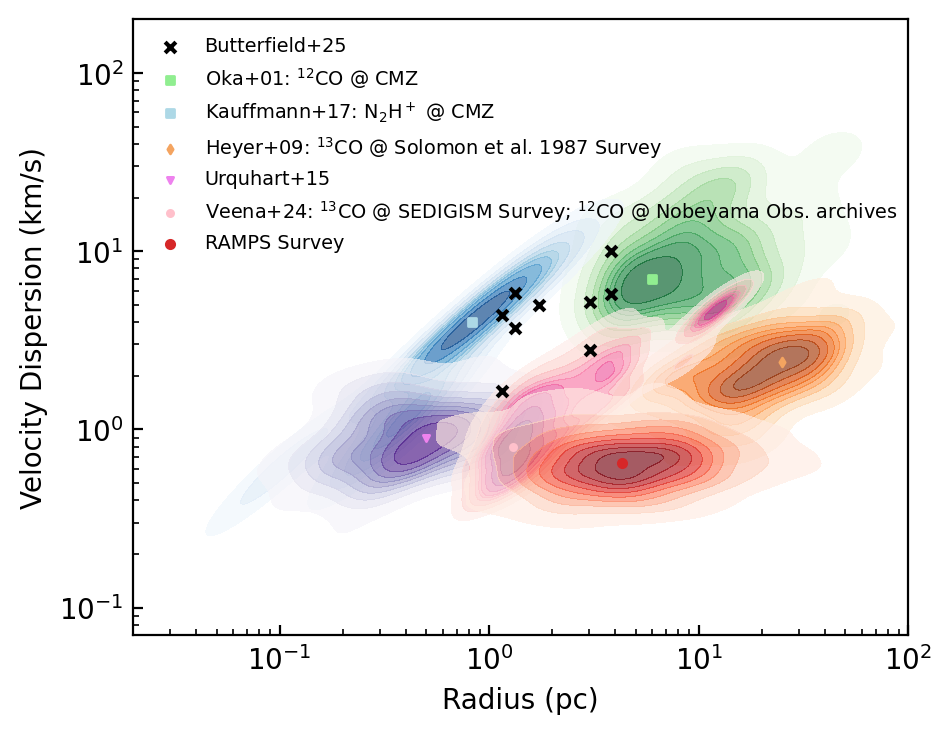 Butterfield+25
Oka+01: ¹²CO @ CMZ
Kauffmann+17: N₂H⁺ @ CMZ
Heyer+09: ¹³CO @ Solomon et al. 1987 Survey
Urquhart+15
Veena+24: ¹³CO @ SEDIGISM Survey; ¹²CO @ Nobeyama Obs. archives
RAMPS Survey
Velocity Dispersion (km/s)
10²
10¹
10⁰
10⁻¹
10⁻¹ 10⁰ 10¹ 10²
Radius (pc)